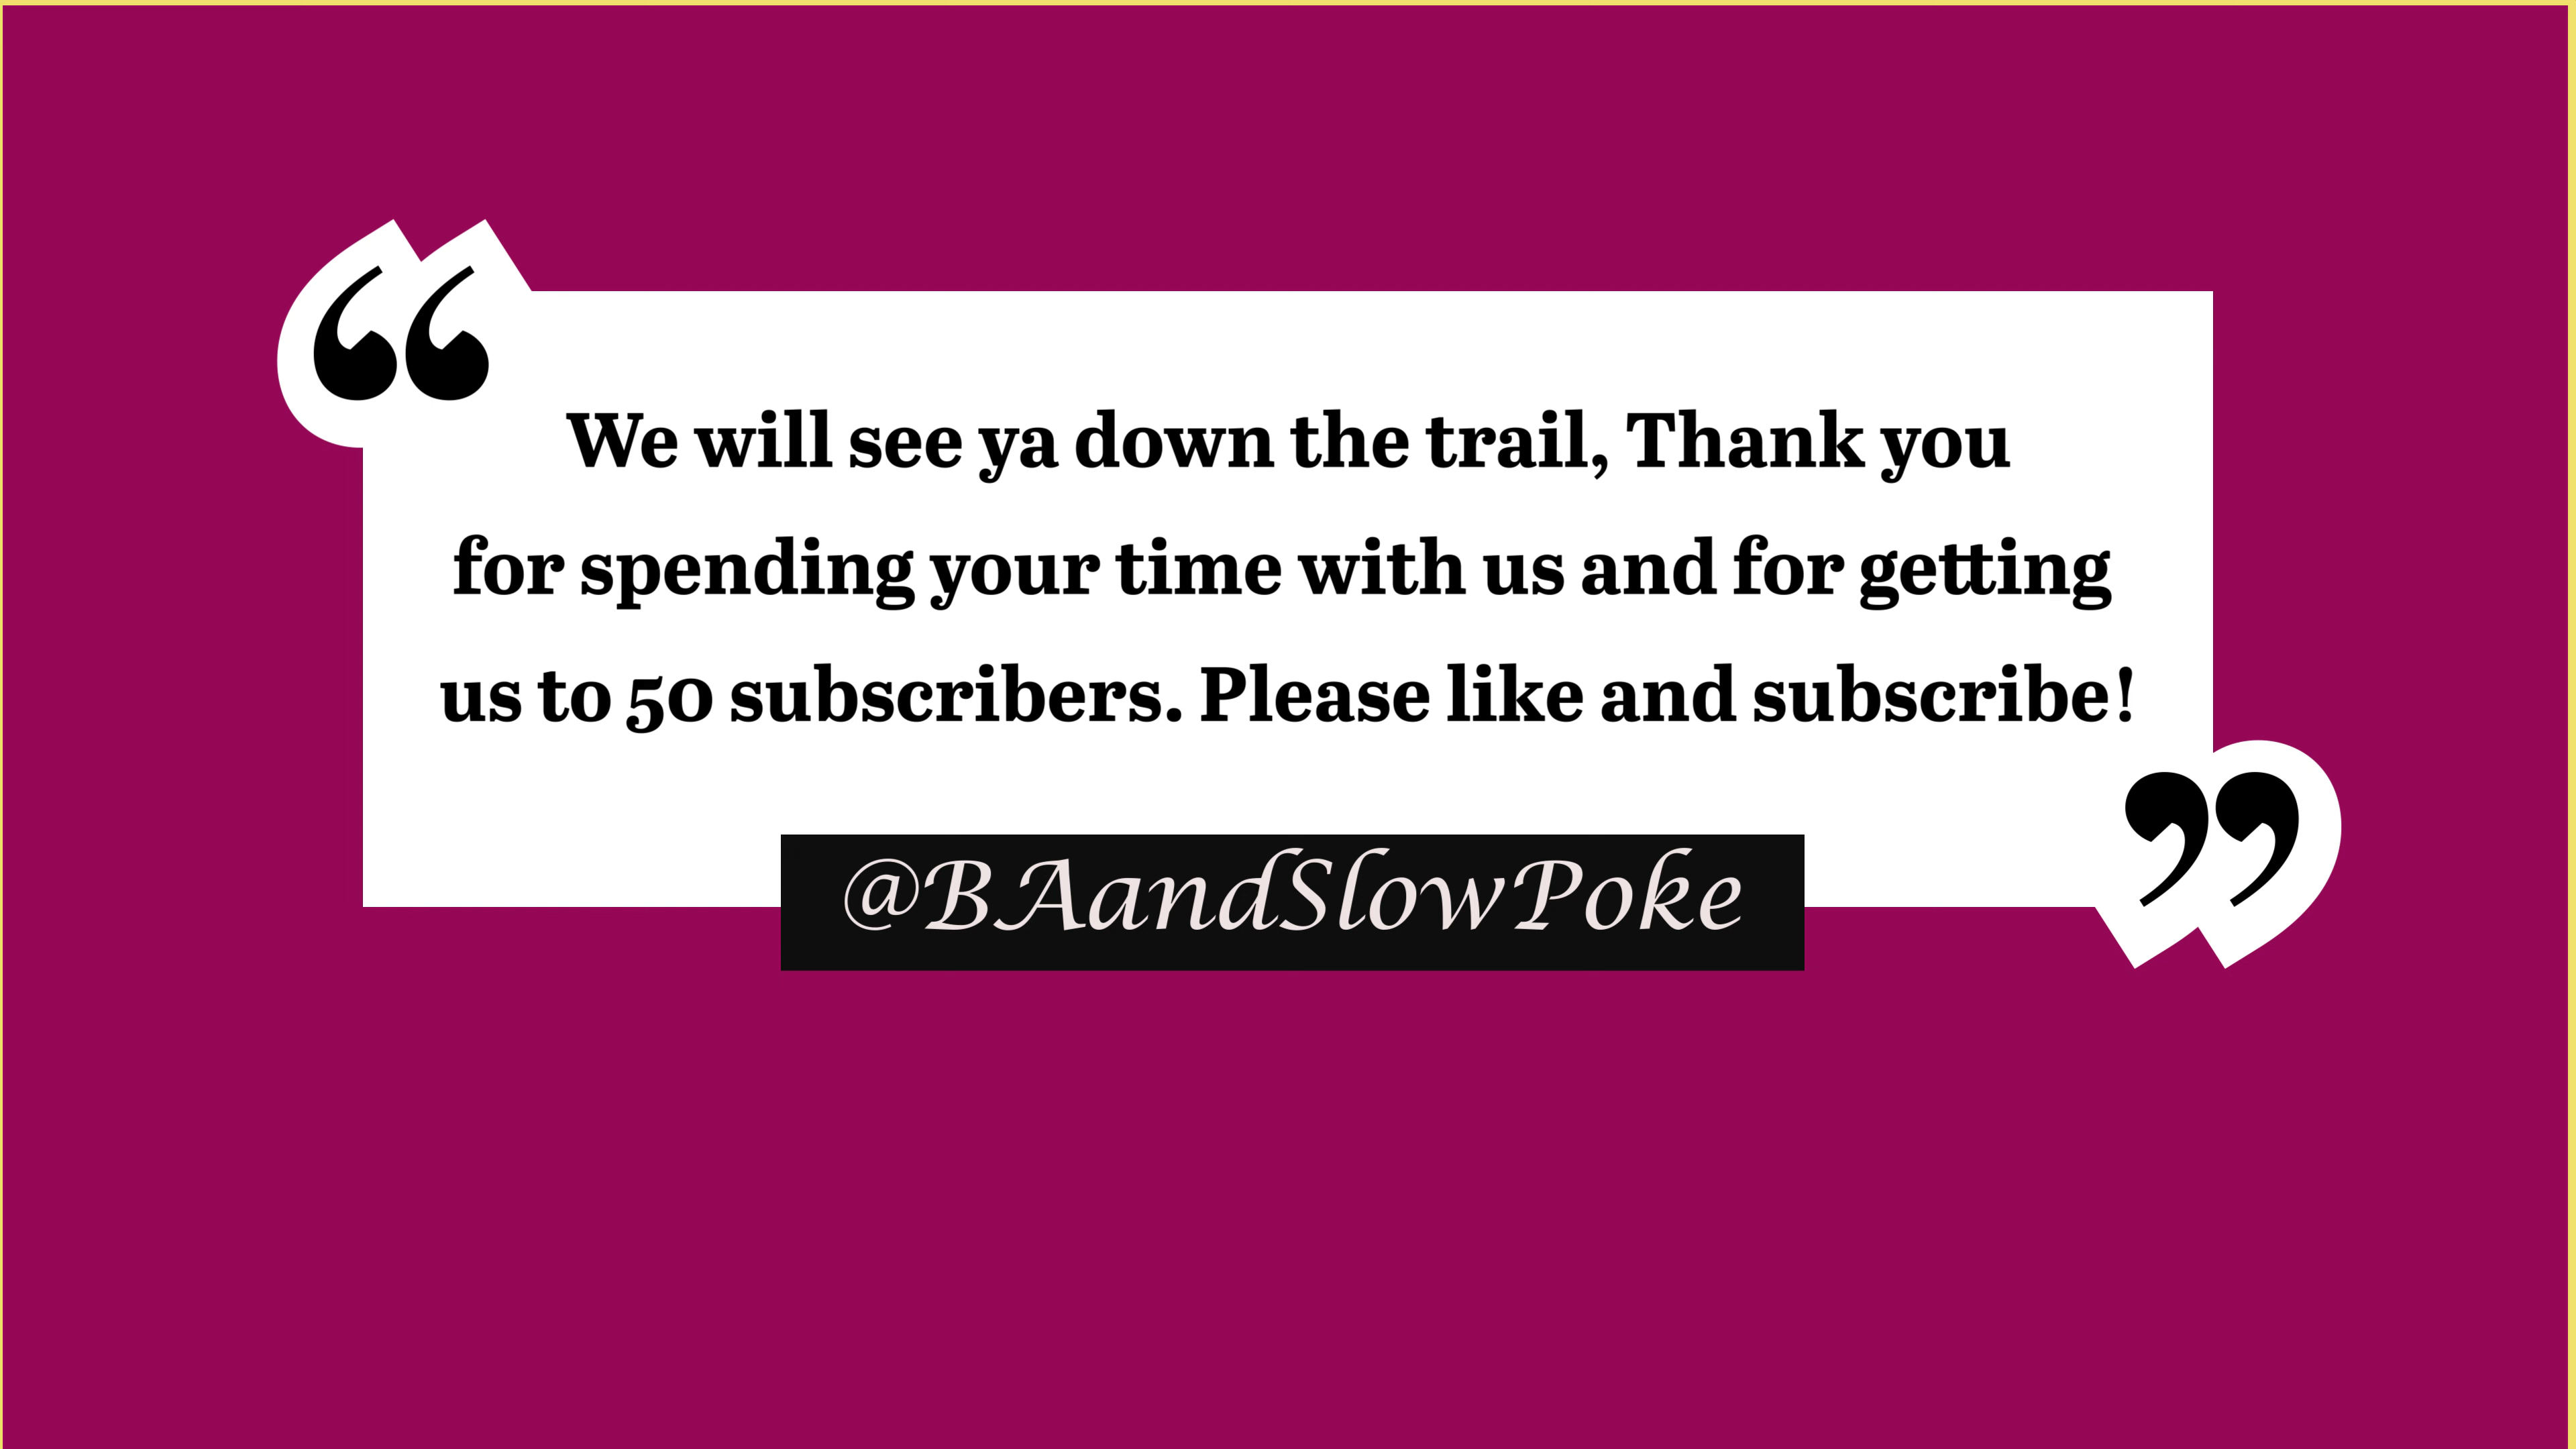 “
We will see ya down the trail, Thank you
for spending your time with us and for getting
us to 50 subscribers. Please like and subscribe!
”
@BAandSlowPoke